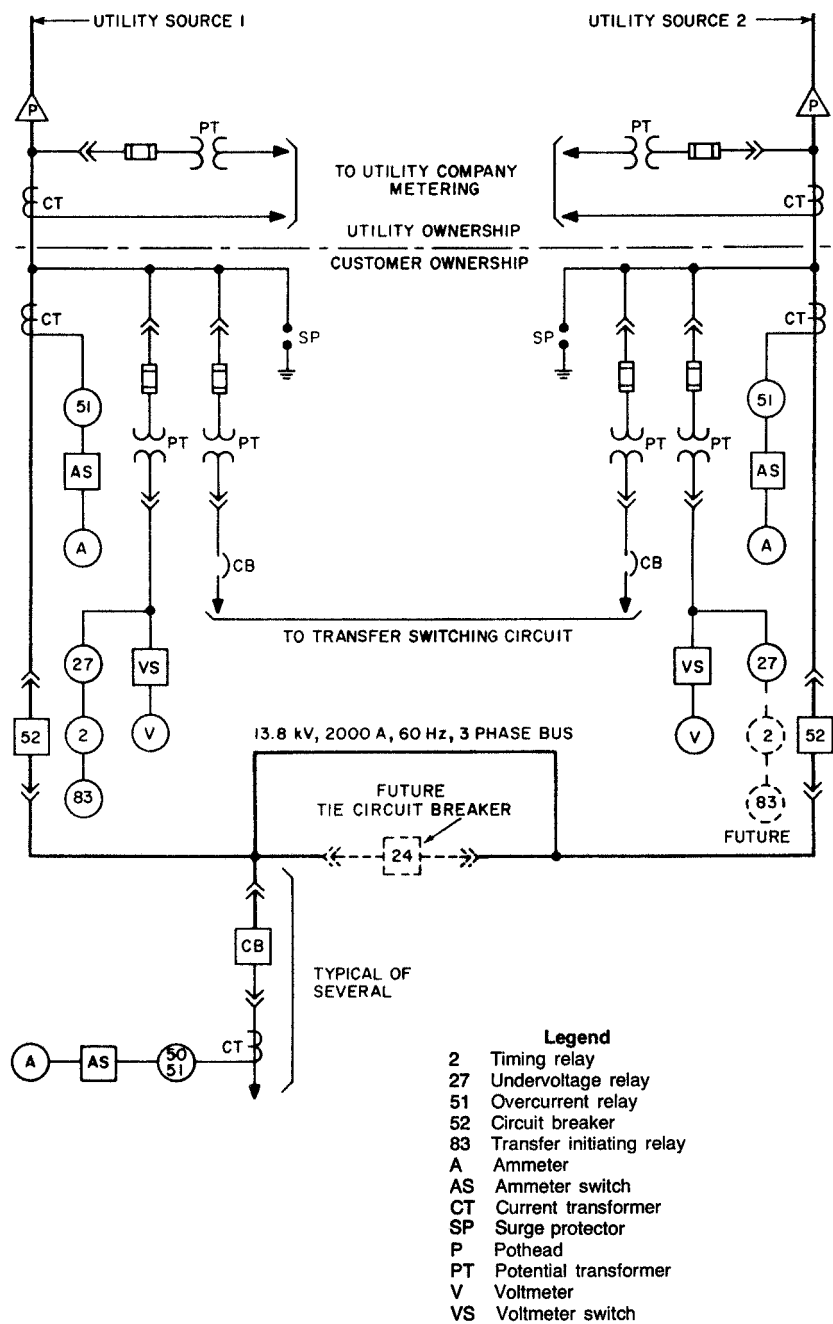 UTILITY SOURCE 1
UTILITY SOURCE 2
P
P
PT
PT
TO UTILITY COMPANY
METERING
CT
CT
UTILITY OWNERSHIP
CUSTOMER OWNERSHIP
CT
CT
SP
SP
51
51
PT
PT
PT
PT
AS
AS
A
A
CB
CB
TO TRANSFER SWITCHING CIRCUIT
27
VS
VS
27
52
2
V
13.8 kV, 2000 A, 60 Hz, 3 PHASE BUS
V
2
52
83
FUTURE
TIE CIRCUIT BREAKER
83
FUTURE
24
CB
TYPICAL OF
SEVERAL
CT
A
AS
50
51
Legend
2 Timing relay
27 Undervoltage relay
51 Overcurrent relay
52 Circuit breaker
83 Transfer initiating relay
A Ammeter
AS Ammeter switch
CT Current transformer
SP Surge protector
P Pothead
PT Potential transformer
V Voltmeter
VS Voltmeter switch